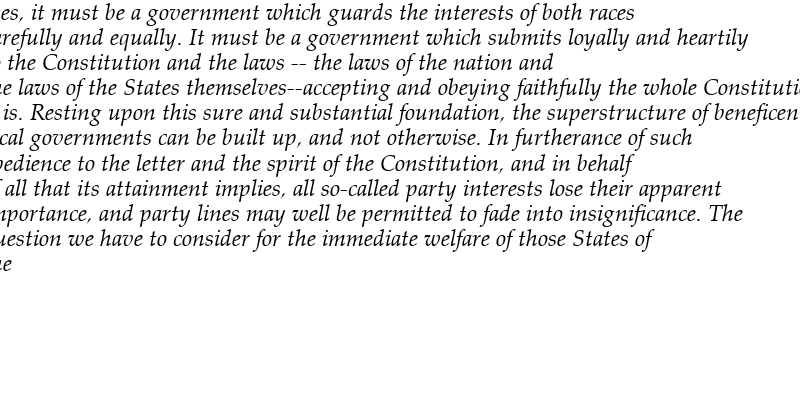 es, it must be a government which guards the interests of both races
refully and equally. It must be a government which submits loyally and heartily
the Constitution and the laws -- the laws of the nation and
e laws of the States themselves--accepting and obeying faithfully the whole Constituti
is. Resting upon this sure and substantial foundation, the superstructure of beneficen
cal governments can be built up, and not otherwise. In furtherance of such
edience to the letter and the spirit of the Constitution, and in behalf
all that its attainment implies, all so-called party interests lose their apparent
portance, and party lines may well be permitted to fade into insignificance. The
uestion we have to consider for the immediate welfare of those States of
e